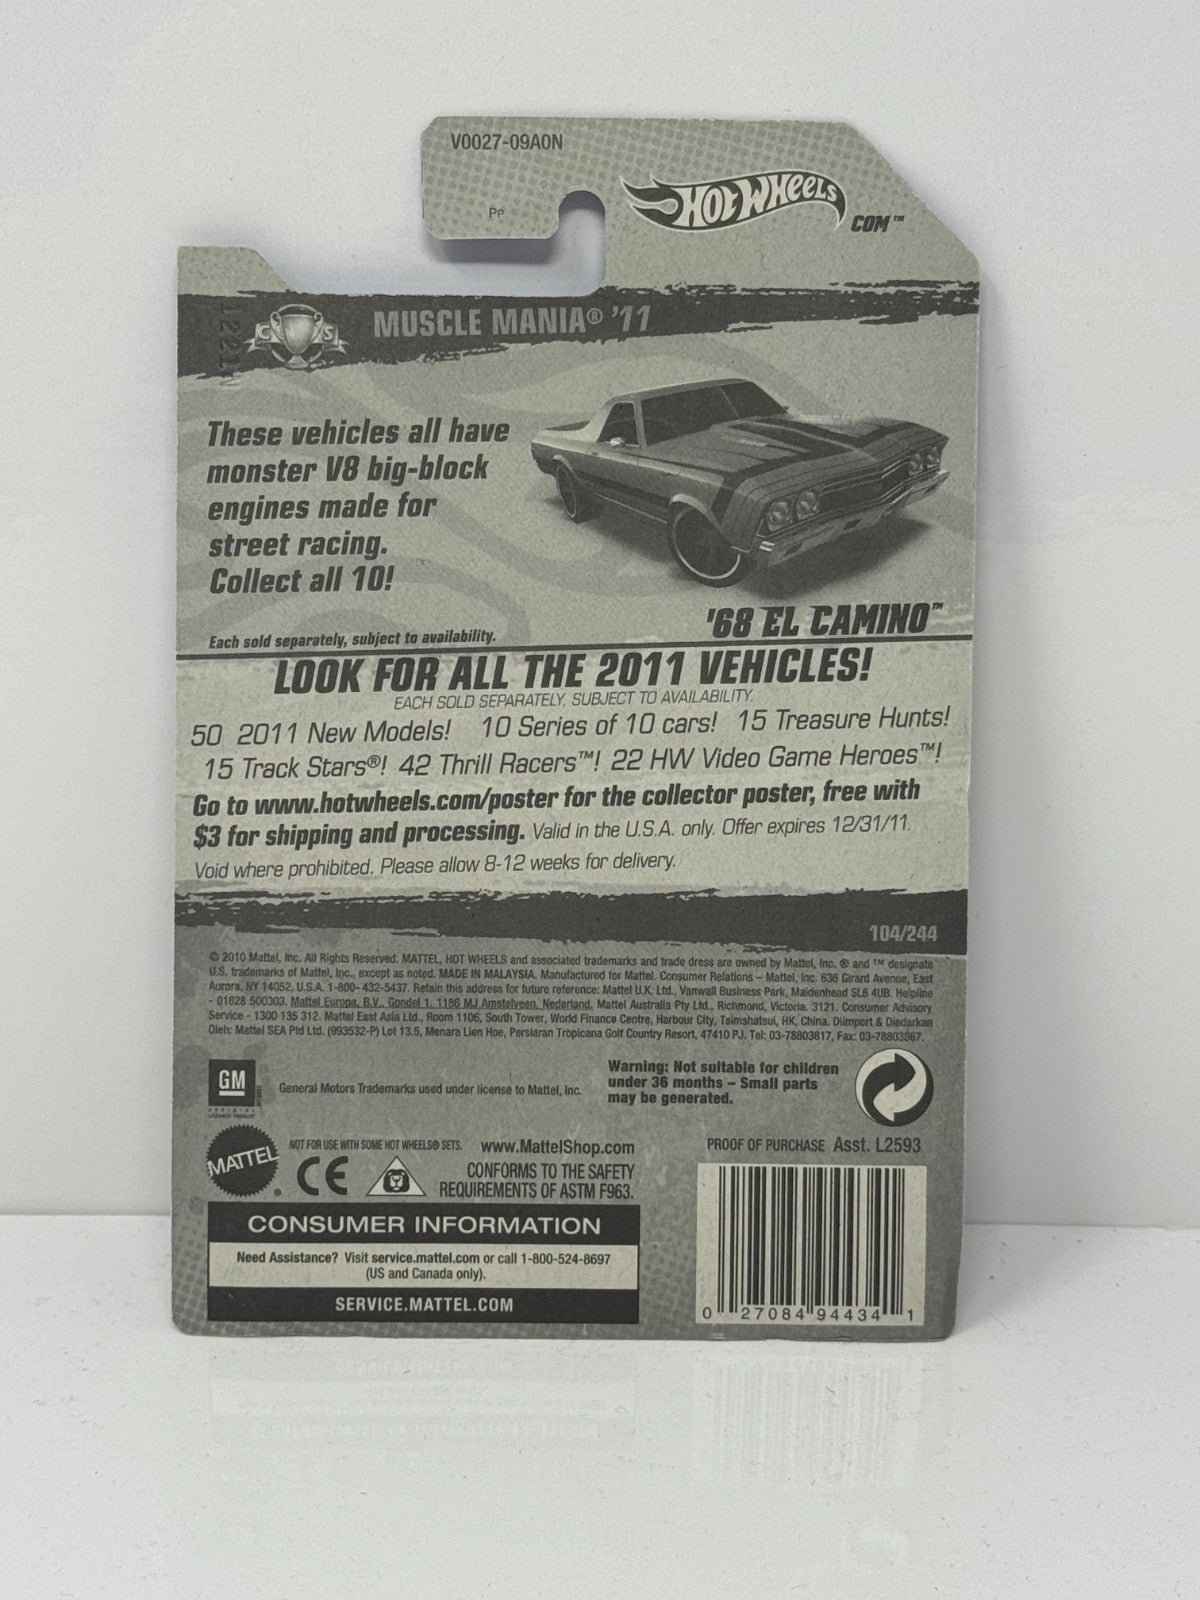 V0027-09A0N
Pp
HOT WHEELS
COM™
C S
MUSCLE MANIA® '11
These vehicles all have
monster V8 big-block
engines made for
street racing.
Collect all 10!
'68 EL CAMINO™
Each sold separately, subject to availability.
LOOK FOR ALL THE 2011 VEHICLES!
EACH SOLD SEPARATELY, SUBJECT TO AVAILABILITY.
50 2011 New Models! 10 Series of 10 cars! 15 Treasure Hunts!
15 Track Stars®! 42 Thrill Racers™! 22 HW Video Game Heroes™!
Go to www.hotwheels.com/poster for the collector poster, free with
$3 for shipping and processing. Valid in the U.S.A. only. Offer expires 12/31/11.
Void where prohibited. Please allow 8-12 weeks for delivery.
104/244
© 2010 Mattel, Inc. All Rights Reserved. MATTEL, HOT WHEELS and associated trademarks and trade dress are owned by Mattel, Inc. ® and ™ designate
U.S. trademarks of Mattel, Inc., except as noted. MADE IN MALAYSIA. Manufactured for Mattel. Consumer Relations – Mattel, Inc. 636 Girard Avenue, East
Aurora, NY 14052, U.S.A. 1-800- 432-5437. Retain this address for future reference: Mattel U.K. Ltd., Vanwall Business Park, Maidenhead SL6 4UB. Helpline
- 01628 500303. Mattel Europa, B.V., Gondel 1, 1186 MJ Amstelveen, Nederland. Mattel Australia Pty Ltd., Richmond, Victoria. 3121. Consumer Advisory
Service - 1300 135 312. Mattel East Asia Ltd., Room 1106, South Tower, World Finance Centre, Harbour City, Tsimshatsui, HK, China. Diimport & Diedarkan
Oleh: Mattel SEA Ptd Ltd. (993532-P) Lot 13.5, Menara Lien Hoe, Persiaran Tropicana Golf Country Resort, 47410 PJ. Tel: 03-78803817, Fax: 03-78803867.
GM
OFFICIAL
LICENSED PRODUCT
General Motors Trademarks used under license to Mattel, Inc.
Warning: Not suitable for children
under 36 months – Small parts
may be generated.
MATTEL®
NOT FOR USE WITH SOME HOT WHEELS® SETS. www.MattelShop.com
CE
CONFORMS TO THE SAFETY
REQUIREMENTS OF ASTM F963.
PROOF OF PURCHASE Asst. L2593
CONSUMER INFORMATION
Need Assistance? Visit service.mattel.com or call 1-800-524-8697
(US and Canada only).
SERVICE.MATTEL.COM
0 27084 94434 1